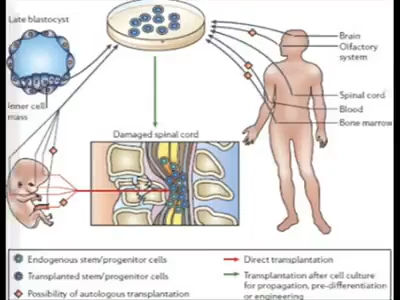 Late blastocyst
Inner cell
mass
Brain
Olfactory
system
Spinal cord
Blood
Bone marrow
Damaged spinal cord
Endogenous stem/progenitor cells
Transplanted stem/progenitor cells
Possibility of autologous transplantation
Direct transplantation
Transplantation after cell culture
for propagation, pre-differentiation
or engineering